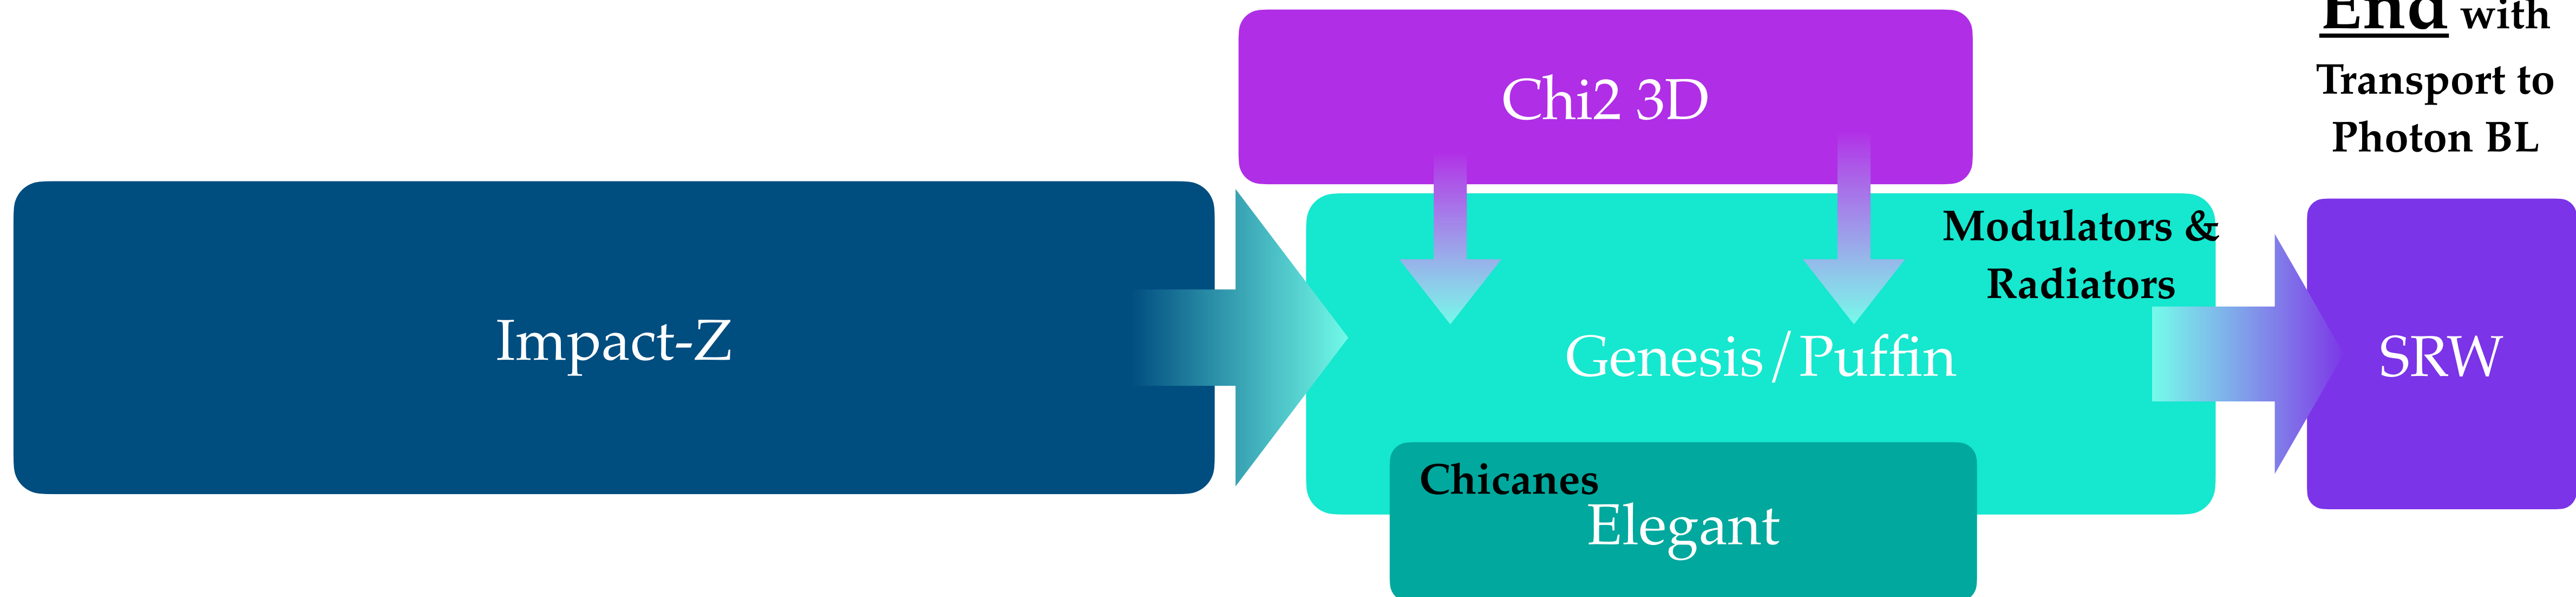 End with
Transport to
Photon BL
Chi2 3D
Modulators &
Radiators
Impact-Z
Genesis/Puffin
SRW
Chicanes
Elegant